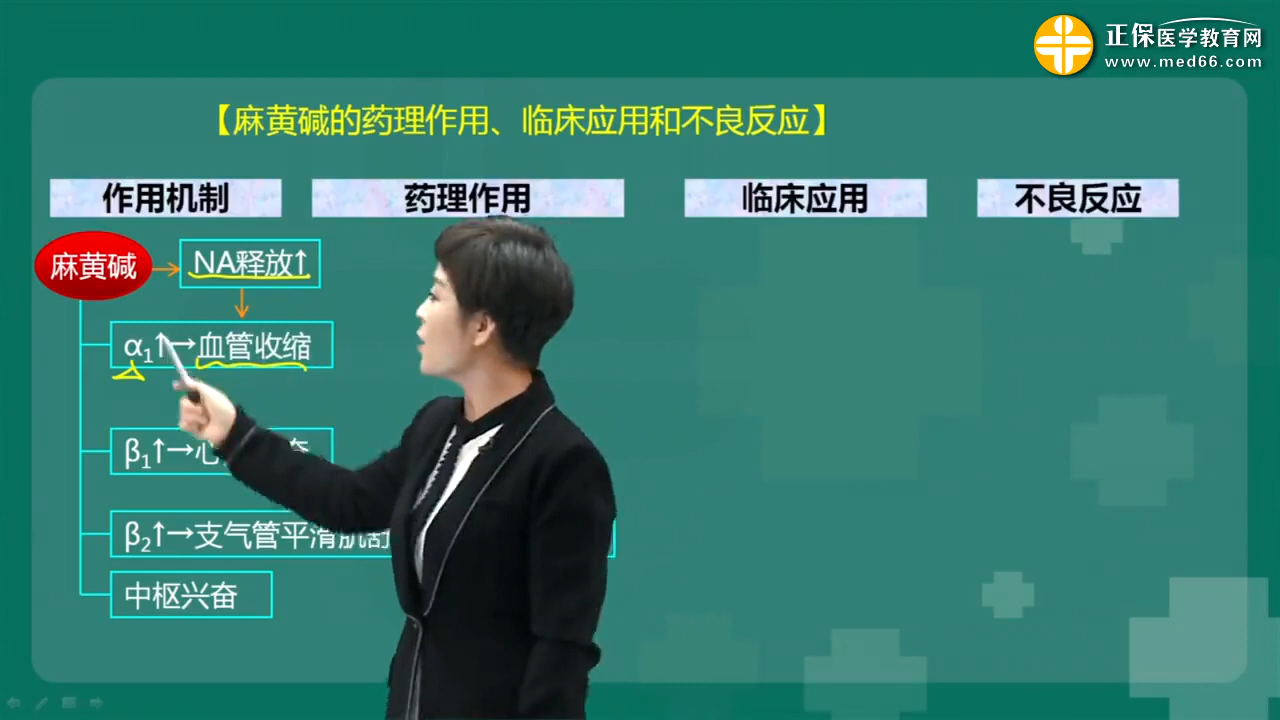 正保医学教育网
www.med66.com
【麻黄碱的药理作用、临床应用和不良反应】
作用机制 药理作用 临床应用 不良反应
麻黄碱 NA释放↑
α₁↑→血管收缩
β₁↑→心 奋
β₂↑→支气管平滑肌舒
中枢兴奋